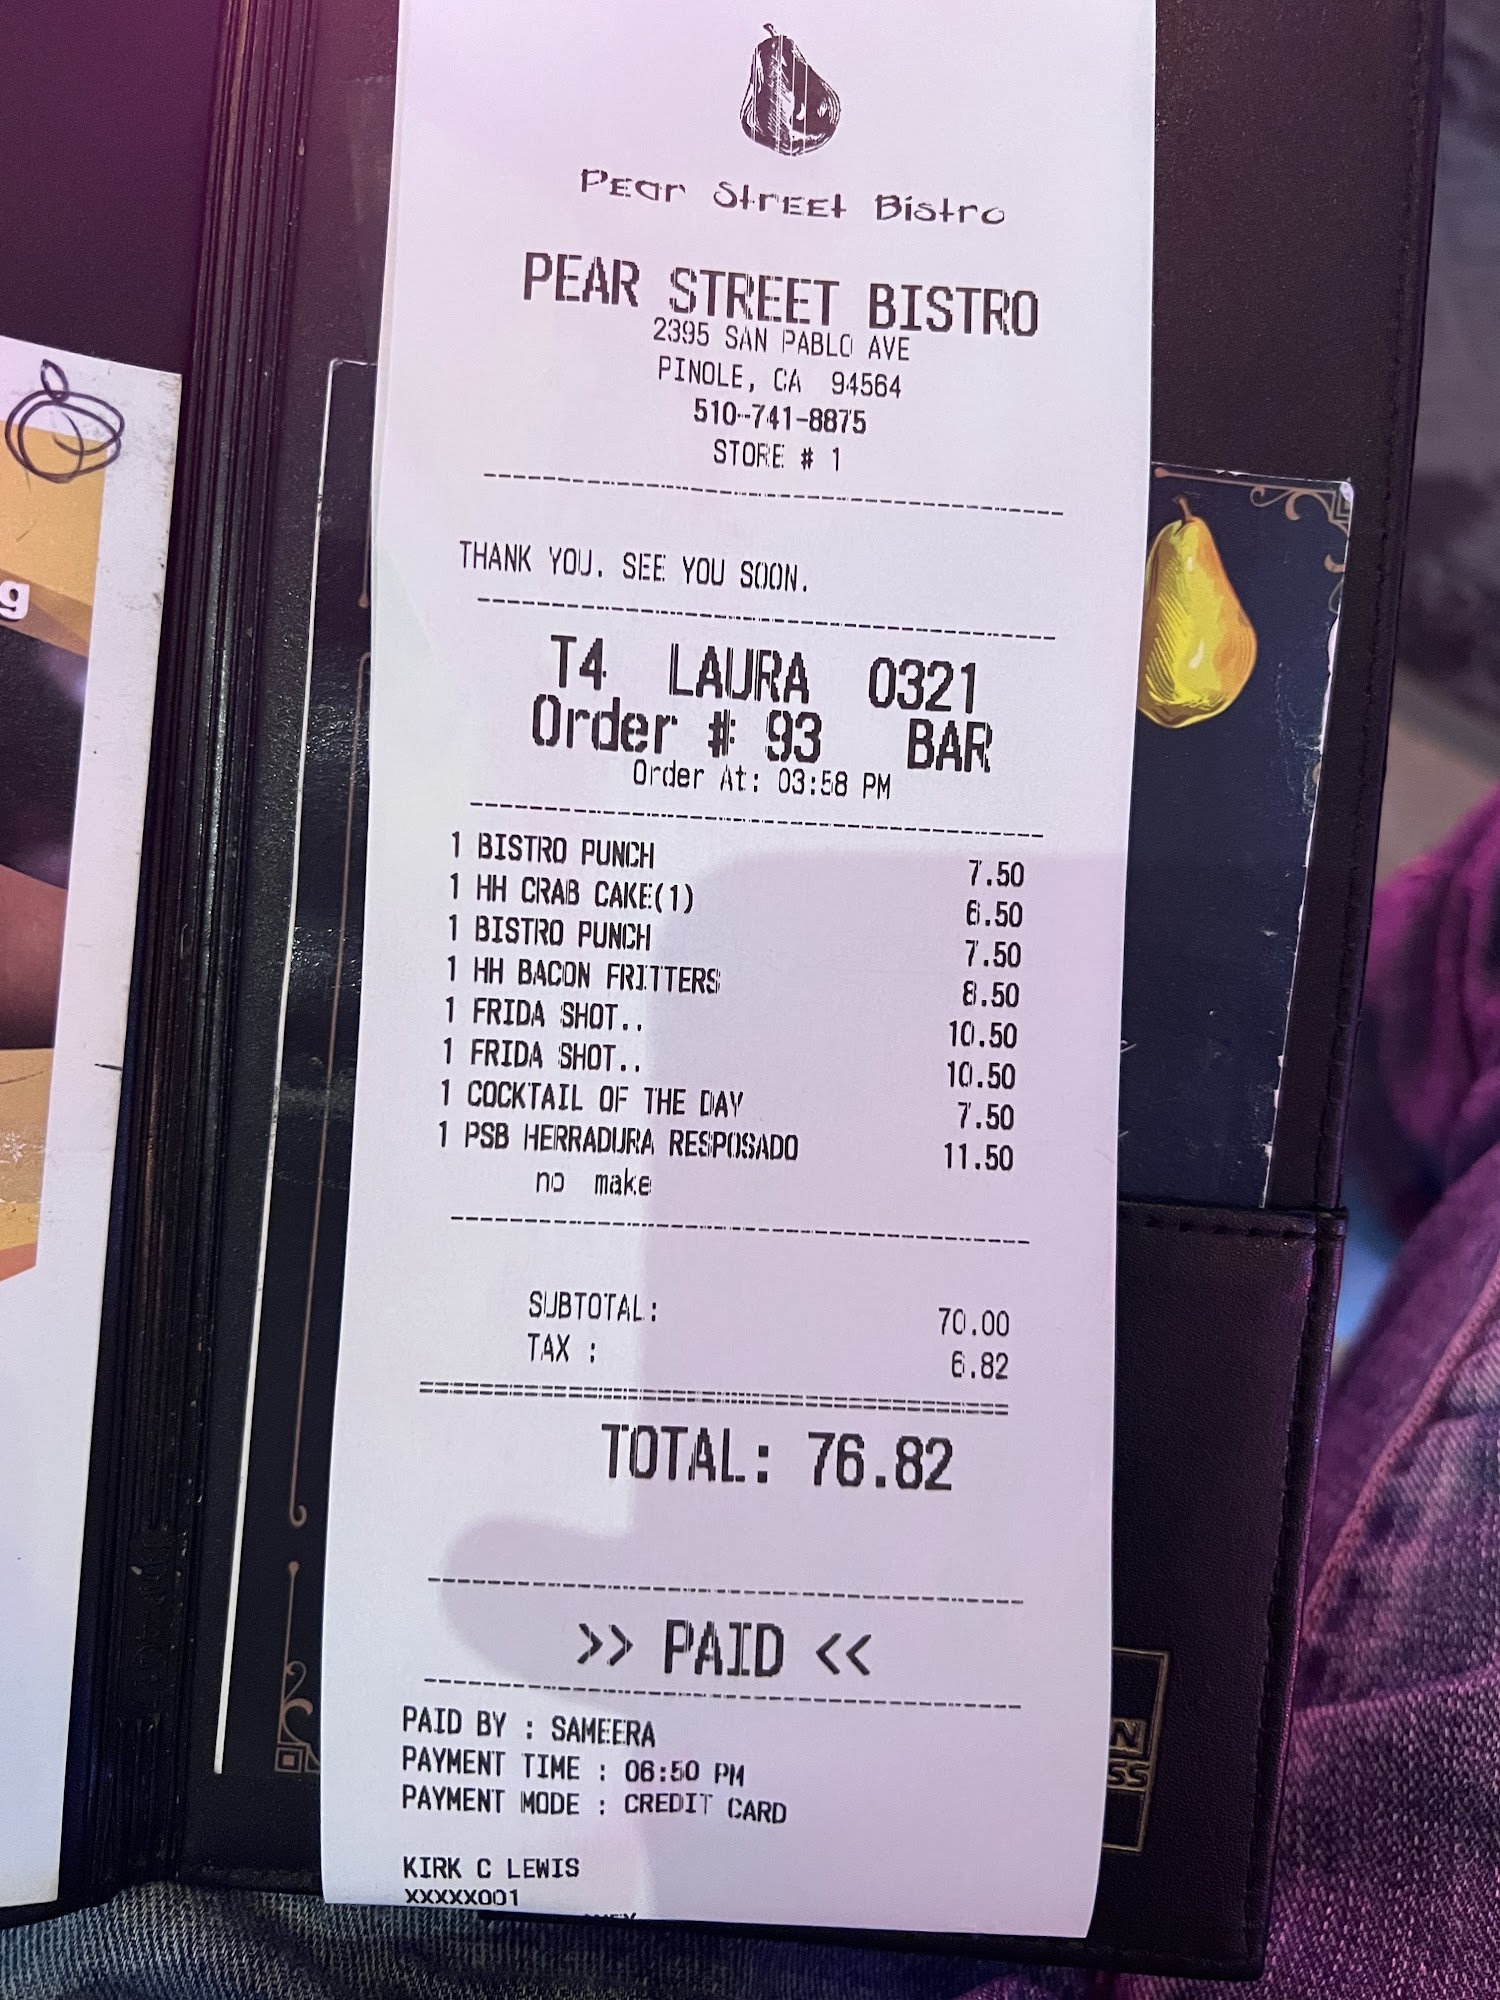 Pear Street Bistro
PEAR STREET BISTRO
2395 SAN PABLO AVE
PINOLE, CA 94564
510-741-8875
STORE # 1
THANK YOU. SEE YOU SOON.
T4 LAURA 0321
Order # 93 BAR
Order At: 03:58 PM
1 BISTRO PUNCH 7.50
1 HH CRAB CAKE(1) 6.50
1 BISTRO PUNCH 7.50
1 HH BACON FRITTERS 8.50
1 FRIDA SHOT.. 10.50
1 FRIDA SHOT.. 10.50
1 COCKTAIL OF THE DAY 7.50
1 PSB HERRADURA RESPOSADO 11.50
no make
SUBTOTAL: 70.00
TAX : 6.82
TOTAL: 76.82
>> PAID <<
PAID BY : SAMEERA
PAYMENT TIME : 06:50 PM
PAYMENT MODE : CREDIT CARD
KIRK C LEWIS
XXXXX001
g
N
SS